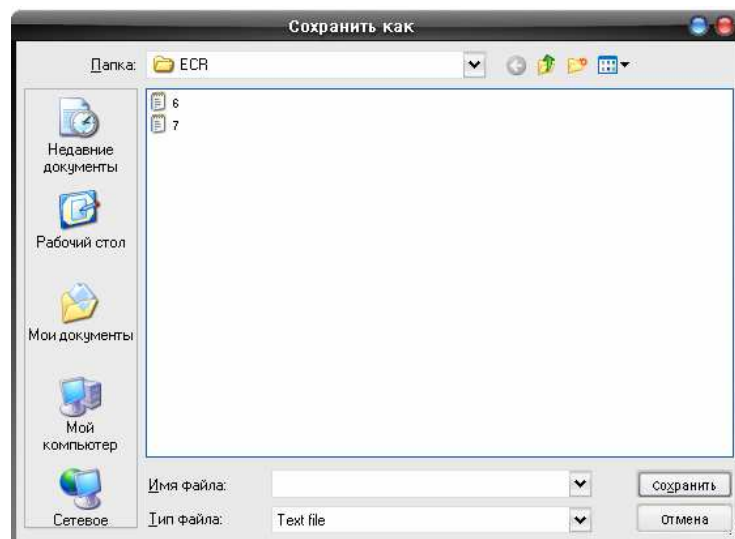 Сохранить как
Папка: ECR
6
7
Недавние
документы
Рабочий стол
Мои документы
Мой
компьютер
Сетевое
Имя файла:
Сохранить
Тип файла: Text file
Отмена